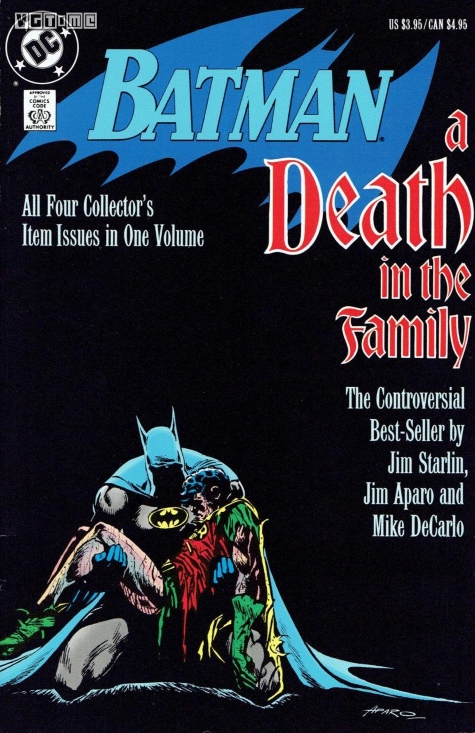 VGTIMC
US $3.95/CAN $4.95
DC
APPROVED
BY THE
COMICS
CODE
CA
AUTHORITY
BATMAN
a
Death
in the
Family
All Four Collector's
Item Issues in One Volume
The Controversial
Best-Seller by
Jim Starlin,
Jim Aparo and
Mike DeCarlo
APARO